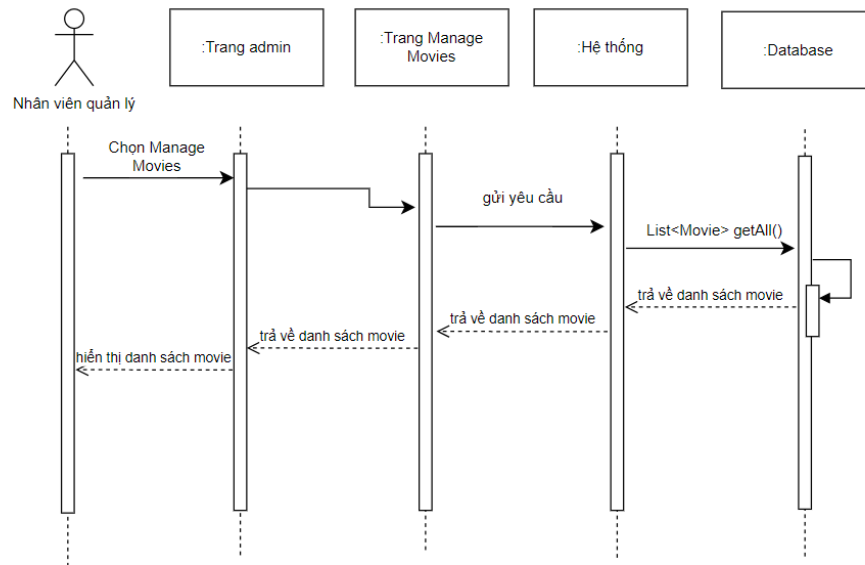 :Trang admin
:Trang Manage
Movies
:Hệ thống
:Database
Nhân viên quản lý
Chọn Manage
Movies
gửi yêu cầu
List<Movie> getAll()
trả về danh sách movie
trả về danh sách movie
trả về danh sách movie
hiển thị danh sách movie